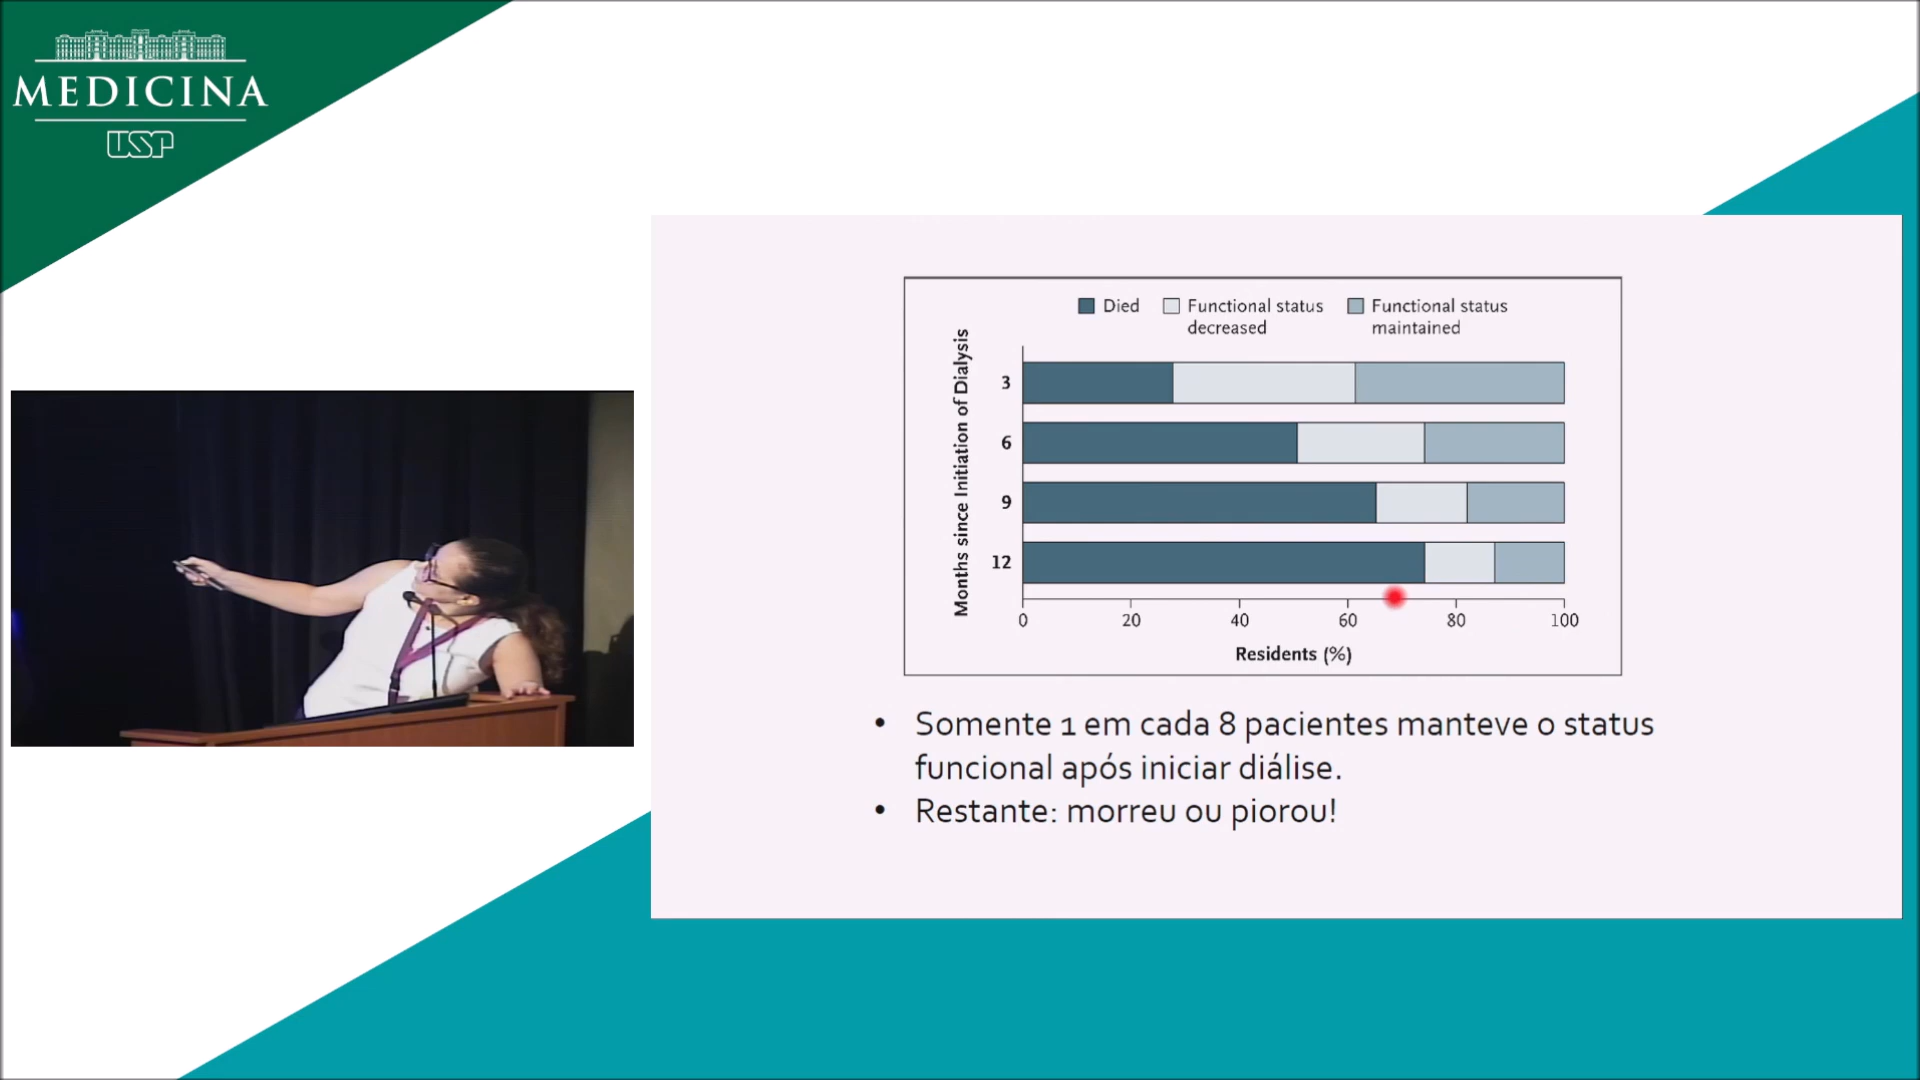 MEDICINA
USP
Died
Functional status
decreased
Functional status
maintained
Months since Initiation of Dialysis
3
6
9
12
0 20 40 60 80 100
Residents (%)
• Somente 1 em cada 8 pacientes manteve o status
funcional após iniciar diálise.
• Restante: morreu ou piorou!